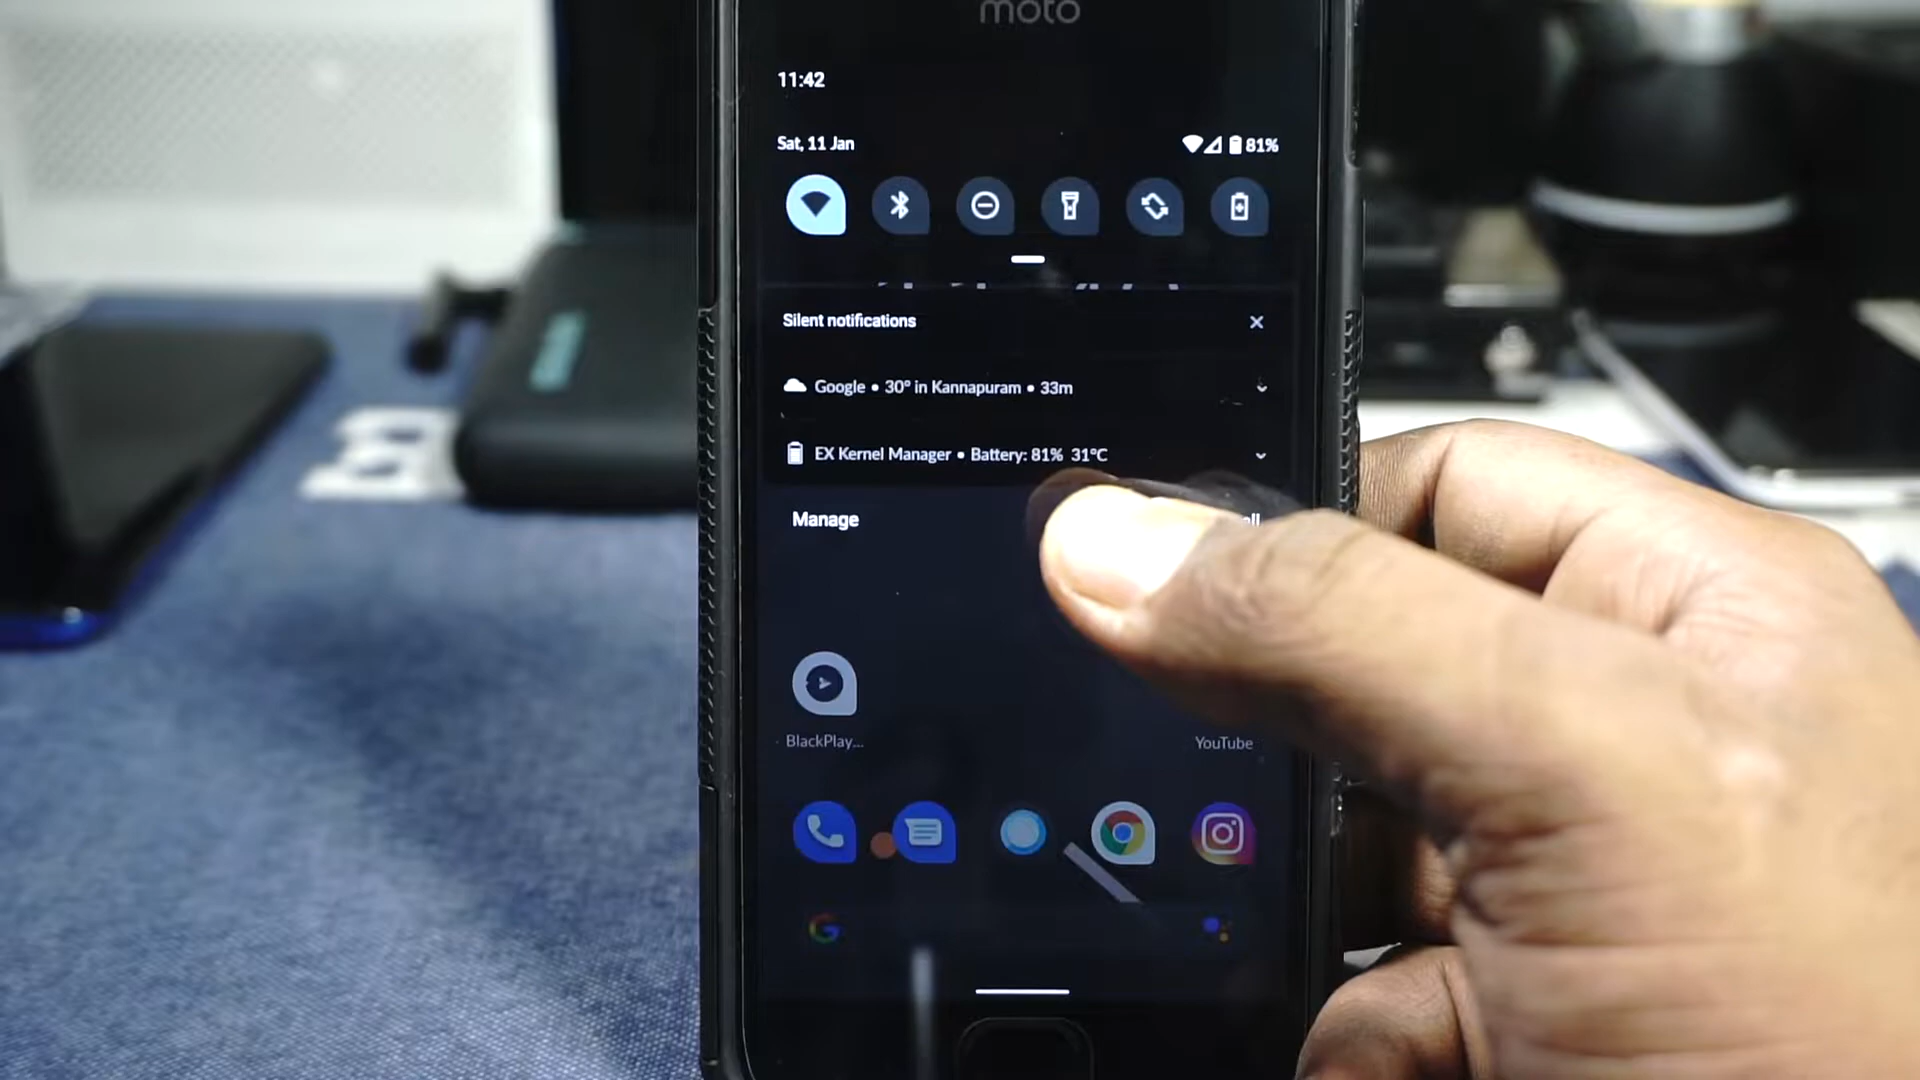 moto
11:42
Sat, 11 Jan
81%
Silent notifications
Google • 30° in Kannapuram • 33m
EX Kernel Manager • Battery: 81% 31°C
Manage
BlackPlay...
YouTube